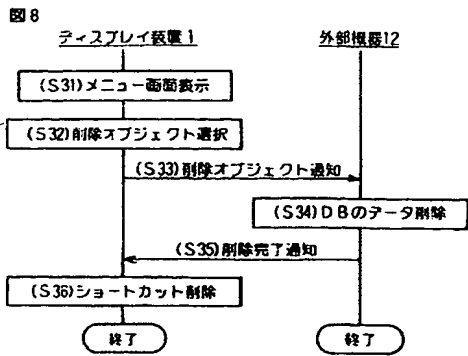 図8
ディスプレイ装置1
外部機器12
(S31)メニュー画面表示
(S32)削除オブジェクト選択
(S33)削除オブジェクト通知
(S34)DBのデータ削除
(S35)削除完了通知
(S36)ショートカット削除
終了
終了